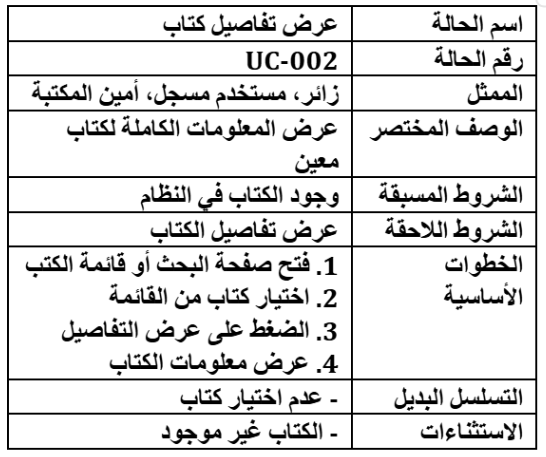 اسم الحالة عرض تفاصيل كتاب
رقم الحالة UC-002
الممثل زائر، مستخدم مسجل، أمين المكتبة
الوصف المختصر عرض المعلومات الكاملة لكتاب
معين
الشروط المسبقة وجود الكتاب في النظام
الشروط اللاحقة عرض تفاصيل الكتاب
الخطوات 1. فتح صفحة البحث أو قائمة الكتب
الأساسية 2. اختيار كتاب من القائمة
3. الضغط على عرض التفاصيل
4. عرض معلومات الكتاب
التسلسل البديل - عدم اختيار كتاب
الاستثناءات - الكتاب غير موجود